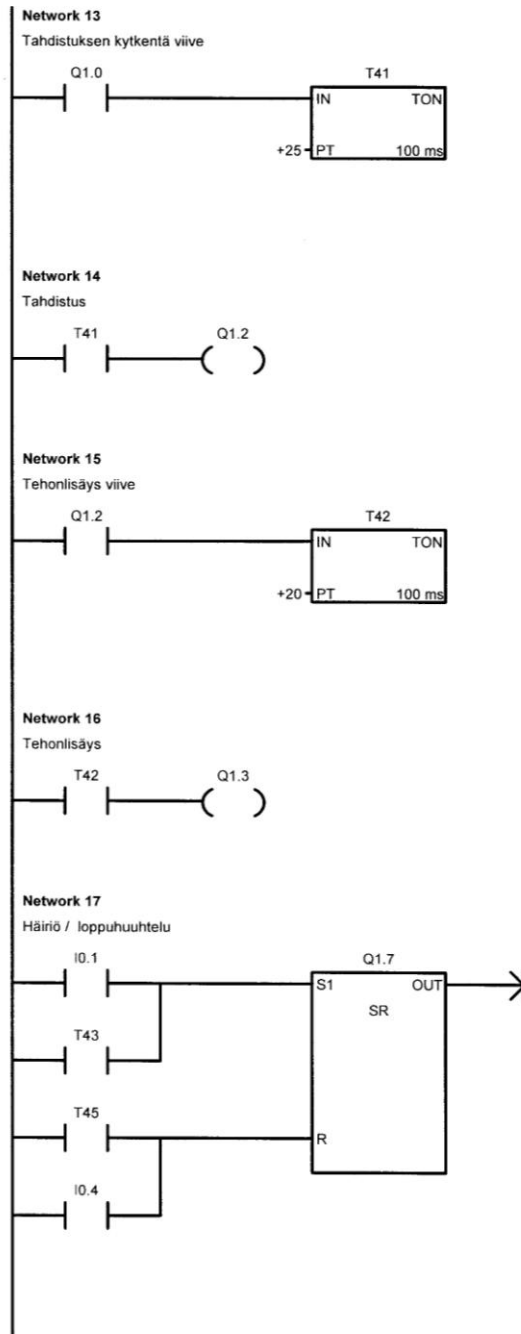 Network 13
Tahdistuksen kytkentä viive
Q1.0
T41
IN TON
+25 PT 100 ms
Network 14
Tahdistus
T41 Q1.2
Network 15
Tehonlisäys viive
Q1.2
T42
IN TON
+20 PT 100 ms
Network 16
Tehonlisäys
T42 Q1.3
Network 17
Häiriö / loppuhuuhtelu
I0.1 Q1.7
S1 OUT
SR
T43
T45
R
I0.4